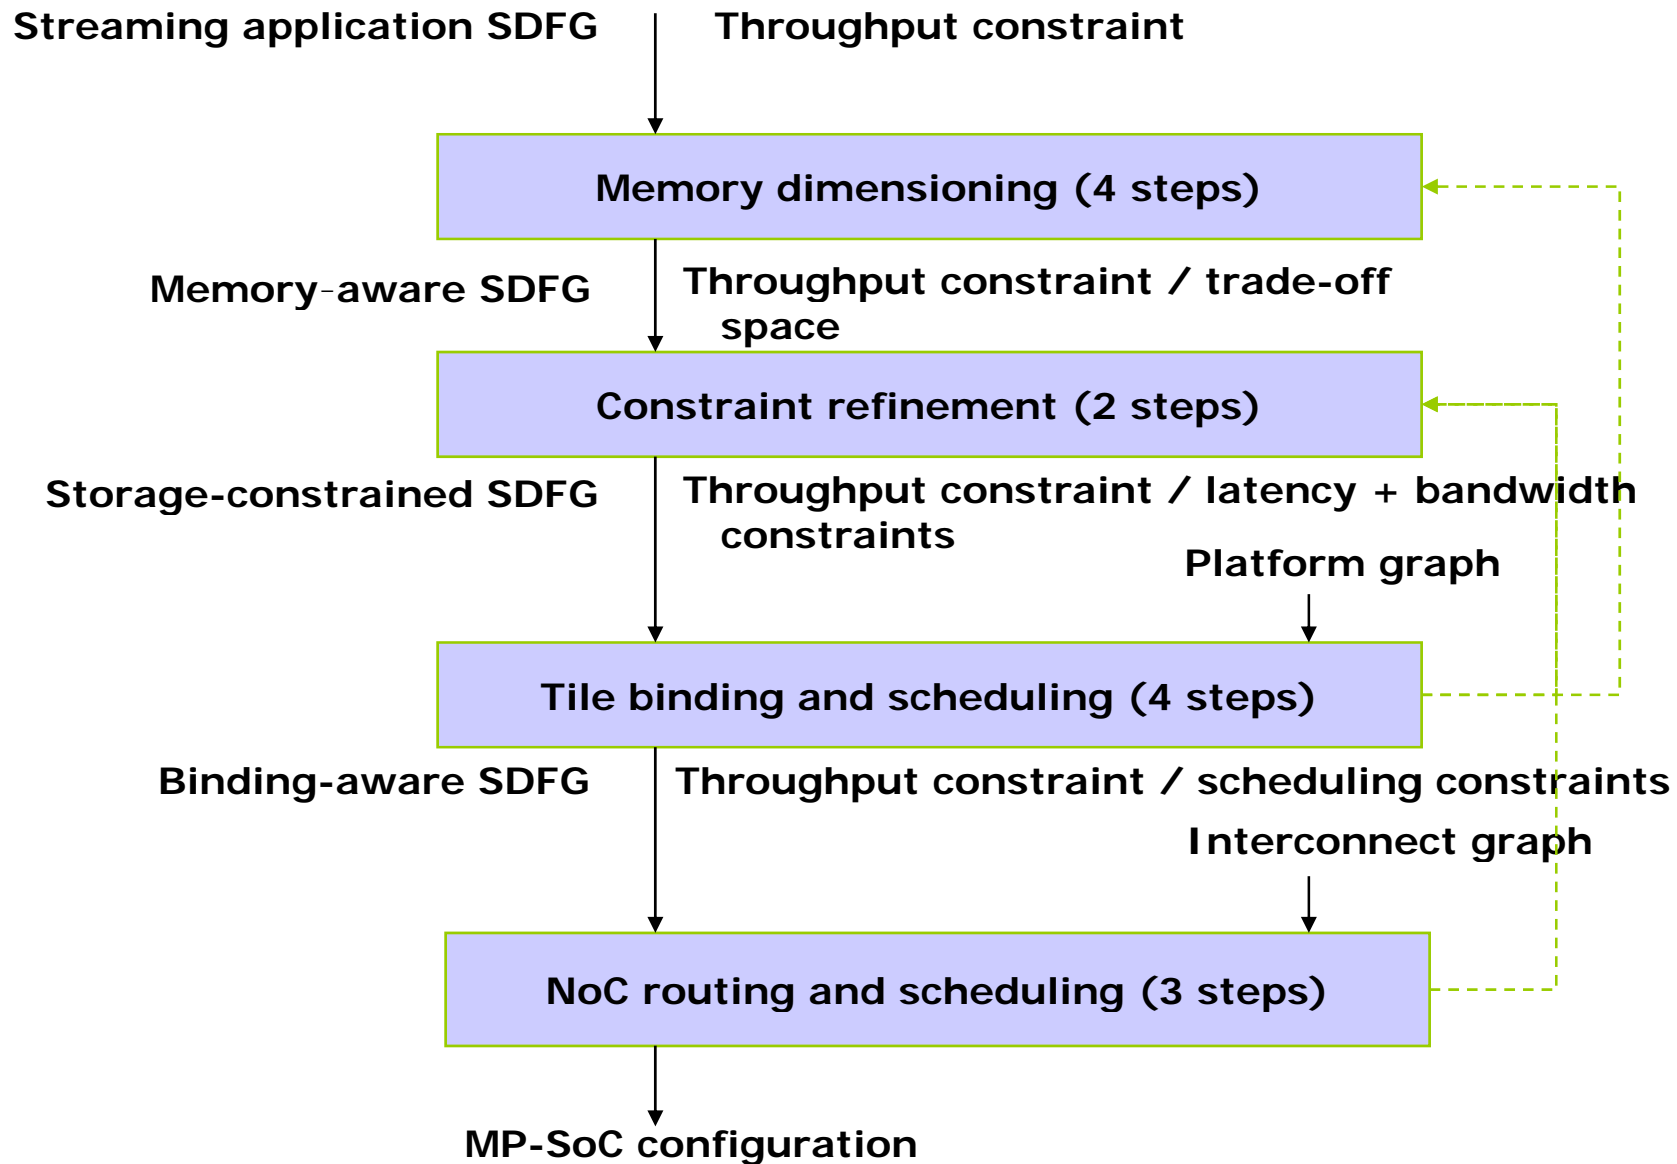 Streaming application SDFG
Throughput constraint
Memory dimensioning (4 steps)
Memory-aware SDFG
Throughput constraint / trade-off
space
Constraint refinement (2 steps)
Storage-constrained SDFG
Throughput constraint / latency + bandwidth
constraints
Platform graph
Tile binding and scheduling (4 steps)
Binding-aware SDFG
Throughput constraint / scheduling constraints
Interconnect graph
NoC routing and scheduling (3 steps)
MP-SoC configuration